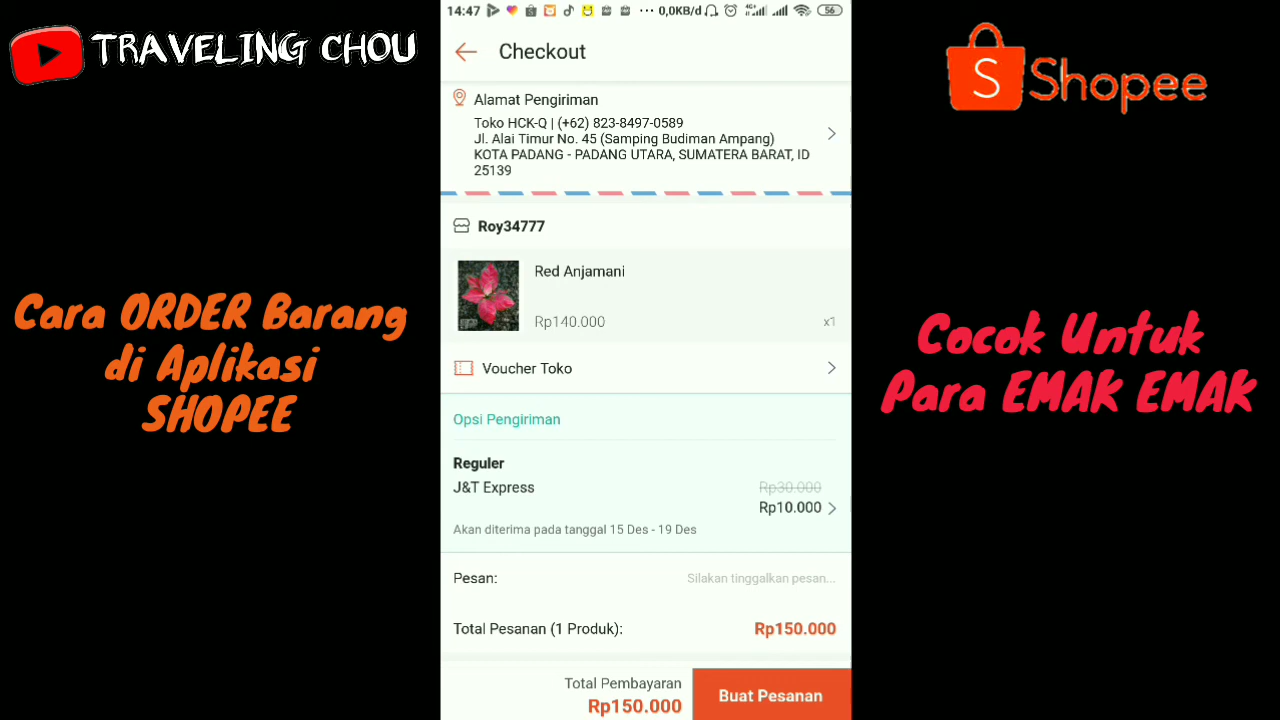 TRAVELING CHOU
Cara ORDER Barang
di Aplikasi
SHOPEE
14:47
0,0KB/d
56
Checkout
Alamat Pengiriman
Toko HCK-Q | (+62) 823-8497-0589
Jl. Alai Timur No. 45 (Samping Budiman Ampang)
KOTA PADANG - PADANG UTARA, SUMATERA BARAT, ID
25139
Roy34777
Red Anjamani
Rp140.000 x1
Voucher Toko
Opsi Pengiriman
Reguler
J&T Express Rp30.000
Rp10.000
Akan diterima pada tanggal 15 Des - 19 Des
Pesan: Silakan tinggalkan pesan...
Total Pesanan (1 Produk): Rp150.000
Total Pembayaran
Rp150.000
Buat Pesanan
S Shopee
Cocok Untuk
Para EMAK EMAK